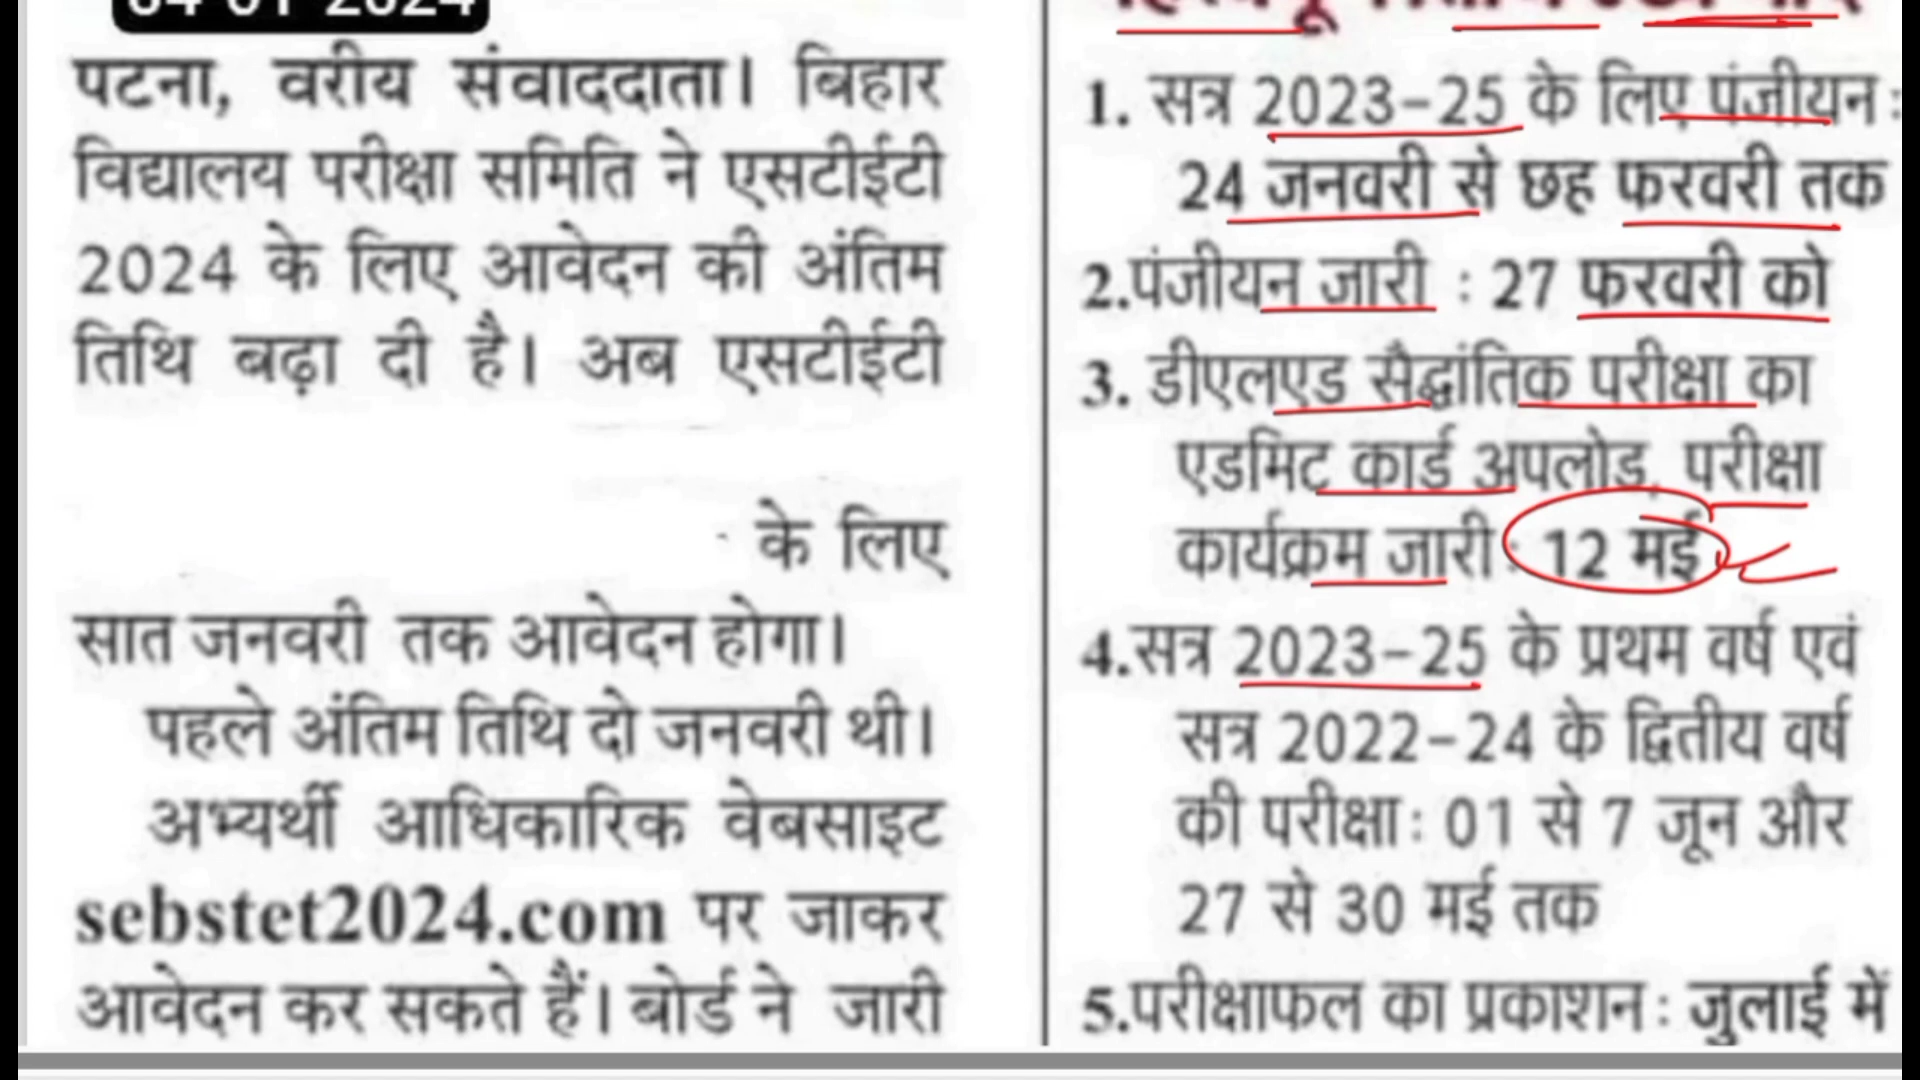 04-01-2024
पटना, वरीय संवाददाता। बिहार
विद्यालय परीक्षा समिति ने एसटीईटी
2024 के लिए आवेदन की अंतिम
तिथि बढ़ा दी है। अब एसटीईटी
के लिए
सात जनवरी तक आवेदन होगा।
पहले अंतिम तिथि दो जनवरी थी।
अभ्यर्थी आधिकारिक वेबसाइट
sebstet2024.com पर जाकर
आवेदन कर सकते हैं। बोर्ड ने जारी
1. सत्र 2023-25 के लिए पंजीयन :
24 जनवरी से छह फरवरी तक
2.पंजीयन जारी : 27 फरवरी को
3. डीएलएड सैद्धांतिक परीक्षा का
एडमिट कार्ड अपलोड, परीक्षा
कार्यक्रम जारी : 12 मई
4.सत्र 2023-25 के प्रथम वर्ष एवं
सत्र 2022-24 के द्वितीय वर्ष
की परीक्षा: 01 से 7 जून और
27 से 30 मई तक
5.परीक्षाफल का प्रकाशन : जुलाई में